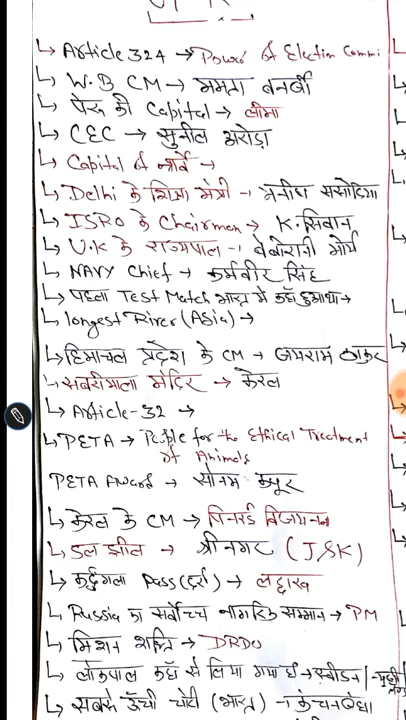 ↳ Article 324 → Power of Election Commi
↳ W.B CM → ममता बनर्जी
↳ पेरू की Capital → लीमा
↳ CEC → सुनील अरोड़ा
↳ Capital of नार्वे →
↳ Delhi के शिक्षा मंत्री - मनीष ससोदिया
↳ ISRO के Chairman → K. सिवान
↳ U.K के राज्यपाल - बेबीरानी मौर्य
↳ NAVY Chief → कर्मबीर सिंह
↳ पहला Test Match भारत में कहाँ हुआ था →
↳ longest River (Asia) →
↳ हिमाचल प्रदेश के CM → जयराम ठाकुर
↳ सबरीमाला मंदिर → केरल
↳ Article-32 →
↳ PETA → People for the Ethical Treatment
of Animals
PETA Award → सोनम कपूर
↳ केरल के CM → पिनराई विजयनन
↳ डल झील → श्रीनगर (J&K)
↳ कर्दुंगला Pass (दर्रा) → लद्दाख
↳ Russia का सर्वोच्च नागरिक सम्मान → PM
↳ मिशन शक्ति → DRDO
↳ लोकपाल कहाँ से लिया गया है → स्वीडन
↳ सबसे ऊँची चोटी (भारत) - कंचनजंघा